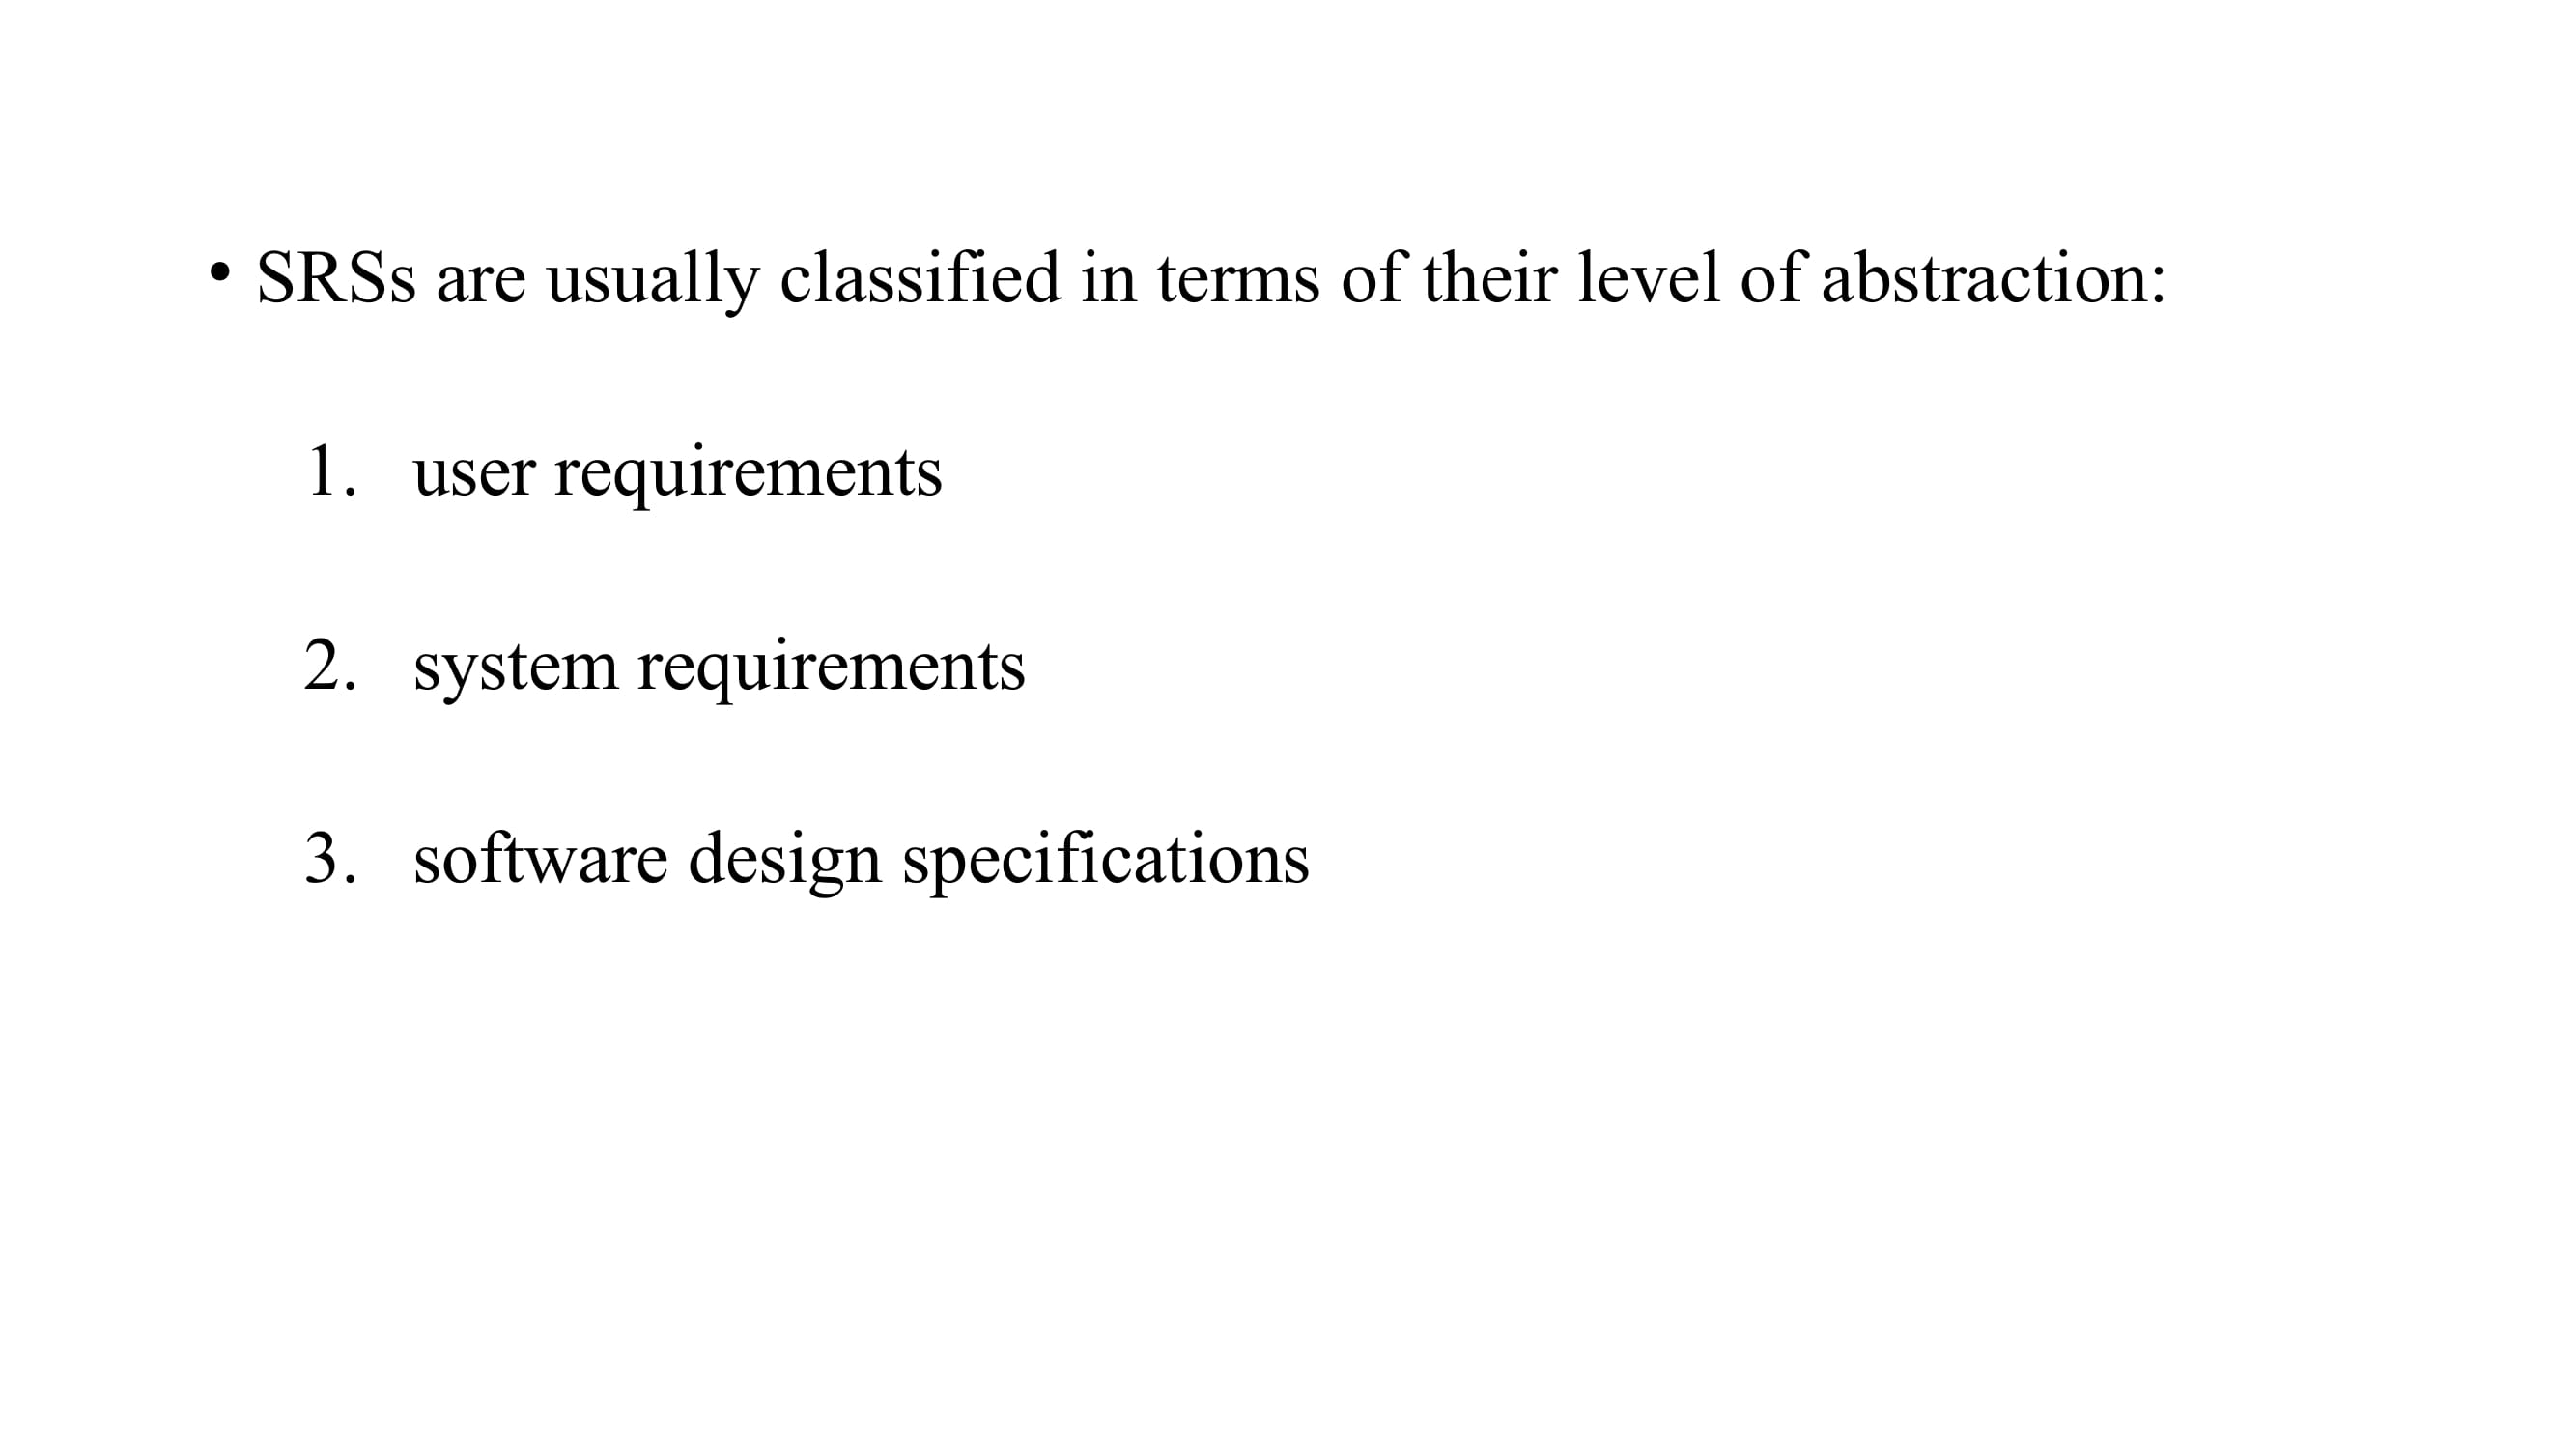 • SRSs are usually classified in terms of their level of abstraction:
1. user requirements
2. system requirements
3. software design specifications